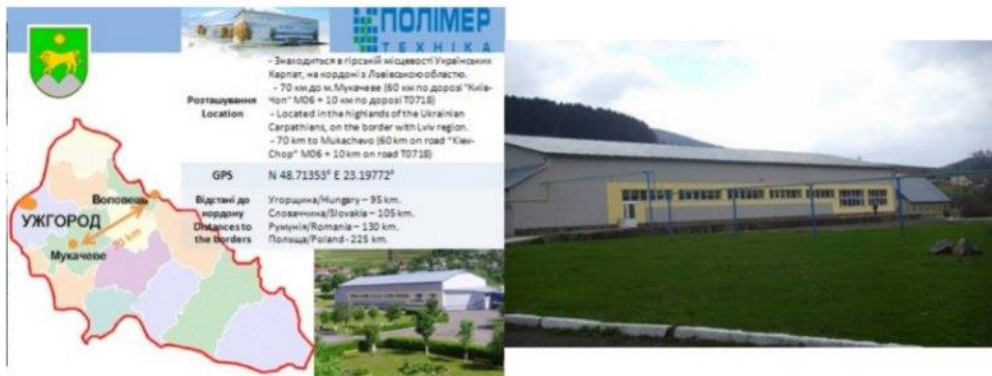 ПОЛІМЕР
ТЕХНІКА
- Знаходиться в гірській місцевості Українських
Карпат, на кордоні з Львівською областю.
- 70 км до м.Мукачеве (60 км по дорозі "Київ-
Чоп" М06 + 10 км по дорозі Т0718)
- Located in the highlands of the Ukrainian
Carpathians, on the border with Lviv region.
- 70 km to Mukachevo (60 km on road "Kiev-
Chop" M06 + 10 km on road T0718)
Розташування
Location
GPS
N 48.71353° E 23.19772°
Відстані до
кордону
Distances to
the borders
Угорщина/Hungary – 95 км.
Словаччина/Slovakia – 105 км.
Румунія/Romania – 130 км.
Польща/Poland - 225 км.
Воловець
УЖГОРОД
70 km
Мукачеве